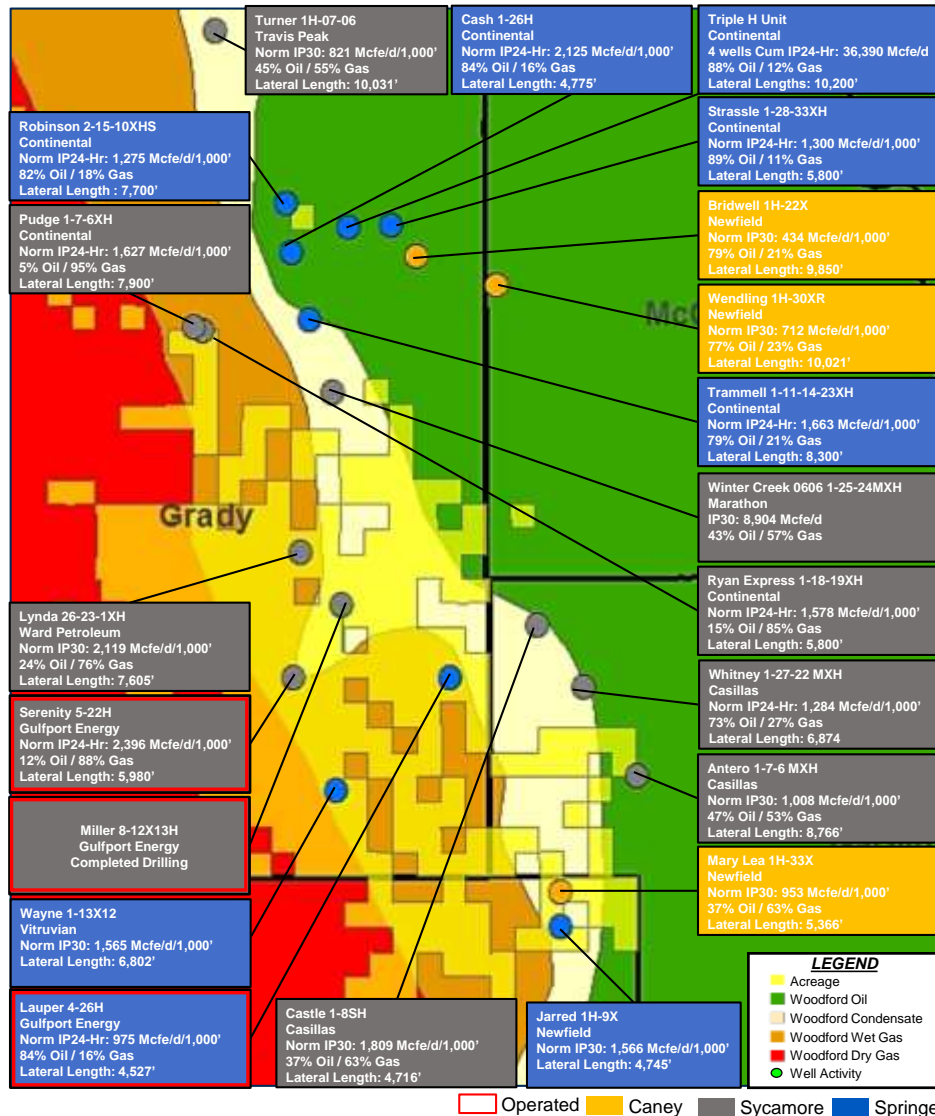 Turner 1H-07-06
Travis Peak
Norm IP30: 821 Mcfe/d/1,000’
45% Oil / 55% Gas
Lateral Length: 10,031’
Cash 1-26H
Continental
Norm IP24-Hr: 2,125 Mcfe/d/1,000’
84% Oil / 16% Gas
Lateral Length: 4,775’
Triple H Unit
Continental
4 wells Cum IP24-Hr: 36,390 Mcfe/d
88% Oil / 12% Gas
Lateral Lengths: 10,200’
Robinson 2-15-10XHS
Continental
Norm IP24-Hr: 1,275 Mcfe/d/1,000’
82% Oil / 18% Gas
Lateral Length : 7,700’
Strassle 1-28-33XH
Continental
Norm IP24-Hr: 1,300 Mcfe/d/1,000’
89% Oil / 11% Gas
Lateral Length: 5,800’
Pudge 1-7-6XH
Continental
Norm IP24-Hr: 1,627 Mcfe/d/1,000’
5% Oil / 95% Gas
Lateral Length: 7,900’
Bridwell 1H-22X
Newfield
Norm IP30: 434 Mcfe/d/1,000’
79% Oil / 21% Gas
Lateral Length: 9,850’
McC
Wendling 1H-30XR
Newfield
Norm IP30: 712 Mcfe/d/1,000’
77% Oil / 23% Gas
Lateral Length: 10,021’
Trammell 1-11-14-23XH
Continental
Norm IP24-Hr: 1,663 Mcfe/d/1,000’
79% Oil / 21% Gas
Lateral Length: 8,300’
Grady
Winter Creek 0606 1-25-24MXH
Marathon
IP30: 8,904 Mcfe/d
43% Oil / 57% Gas
Ryan Express 1-18-19XH
Continental
Norm IP24-Hr: 1,578 Mcfe/d/1,000’
15% Oil / 85% Gas
Lateral Length: 5,800’
Lynda 26-23-1XH
Ward Petroleum
Norm IP30: 2,119 Mcfe/d/1,000’
24% Oil / 76% Gas
Lateral Length: 7,605’
Whitney 1-27-22 MXH
Casillas
Norm IP24-Hr: 1,284 Mcfe/d/1,000’
73% Oil / 27% Gas
Lateral Length: 6,874
Serenity 5-22H
Gulfport Energy
Norm IP24-Hr: 2,396 Mcfe/d/1,000’
12% Oil / 88% Gas
Lateral Length: 5,980’
Antero 1-7-6 MXH
Casillas
Norm IP30: 1,008 Mcfe/d/1,000’
47% Oil / 53% Gas
Lateral Length: 8,766’
Miller 8-12X13H
Gulfport Energy
Completed Drilling
Mary Lea 1H-33X
Newfield
Norm IP30: 953 Mcfe/d/1,000’
37% Oil / 63% Gas
Lateral Length: 5,366’
Wayne 1-13X12
Vitruvian
Norm IP30: 1,565 Mcfe/d/1,000’
Lateral Length: 6,802’
Lauper 4-26H
Gulfport Energy
Norm IP24-Hr: 975 Mcfe/d/1,000’
84% Oil / 16% Gas
Lateral Length: 4,527’
Castle 1-8SH
Casillas
Norm IP30: 1,809 Mcfe/d/1,000’
37% Oil / 63% Gas
Lateral Length: 4,716’
Jarred 1H-9X
Newfield
Norm IP30: 1,566 Mcfe/d/1,000’
Lateral Length: 4,745’
LEGEND
Acreage
Woodford Oil
Woodford Condensate
Woodford Wet Gas
Woodford Dry Gas
Well Activity
Operated Caney Sycamore Springe